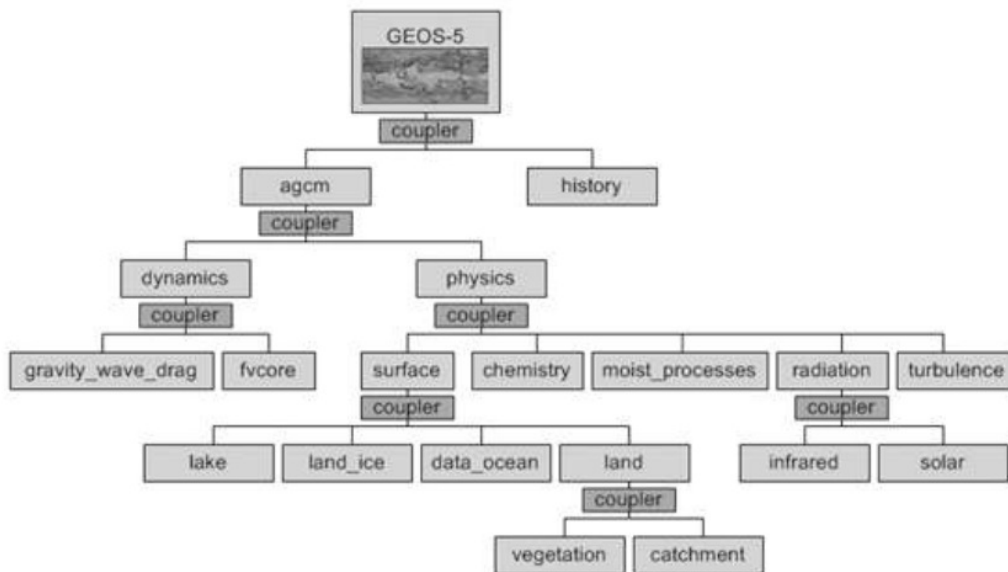 GEOS-5
coupler
agcm
history
coupler
dynamics
physics
coupler
coupler
gravity_wave_drag
fvcore
surface
chemistry
moist_processes
radiation
turbulence
coupler
coupler
lake
land_ice
data_ocean
land
infrared
solar
coupler
vegetation
catchment